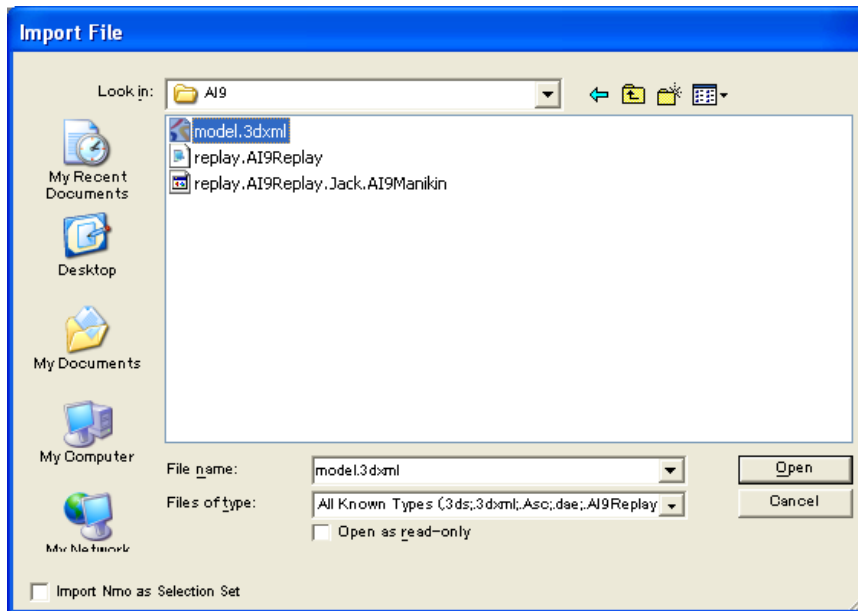 Import File
Look in:
AI9
model.3dxml
replay.AI9Replay
replay.AI9Replay.Jack.AI9Manikin
My Recent
Documents
Desktop
My Documents
My Computer
My Network
File name:
model.3dxml
Open
Files of type:
All Known Types (.3ds;.3dxml;.Asc;.dae;.AI9Replay
Cancel
Open as read-only
Import Nmo as Selection Set